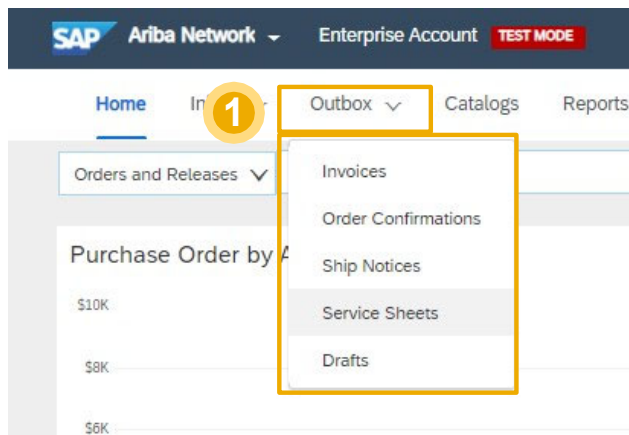 SAP Ariba Network Enterprise Account TEST MODE
Home In 1 Outbox Catalogs Reports
Orders and Releases
Invoices
Order Confirmations
Purchase Order by A
Ship Notices
$10K
Service Sheets
Drafts
$8K
$6K